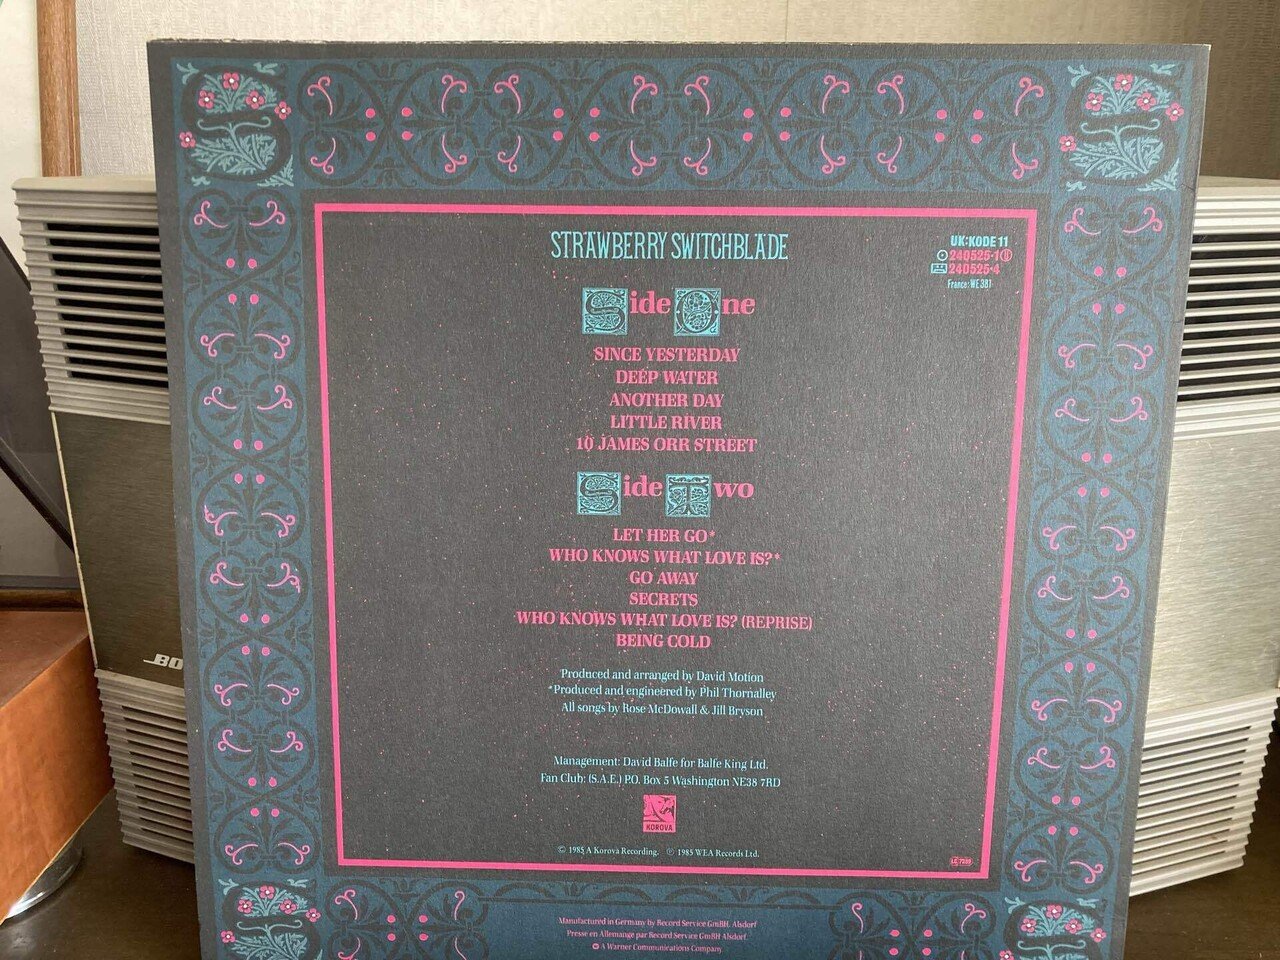 STRAWBERRY SWITCHBLADE
UK:KODE 11
240525-1
240525-4
France: WE 381
Side One
SINCE YESTERDAY
DEEP WATER
ANOTHER DAY
LITTLE RIVER
10 JAMES ORR STREET
Side Two
LET HER GO*
WHO KNOWS WHAT LOVE IS?*
GO AWAY
SECRETS
WHO KNOWS WHAT LOVE IS? (REPRISE)
BEING COLD
Produced and arranged by David Motion
*Produced and engineered by Phil Thornalley
All songs by Rose McDowall & Jill Bryson
Management: David Balfe for Balfe King Ltd.
Fan Club: (S.A.E.) P.O. Box 5 Washington NE38 7RD
KOROVA
© 1985 A Korova Recording. ℗ 1985 WEA Records Ltd.
Manufactured in Germany by Record Service GmBH, Alsdorf
Presse en Allemange par Record Service GmBH Alsdorf.
A Warner Communications Company
BO